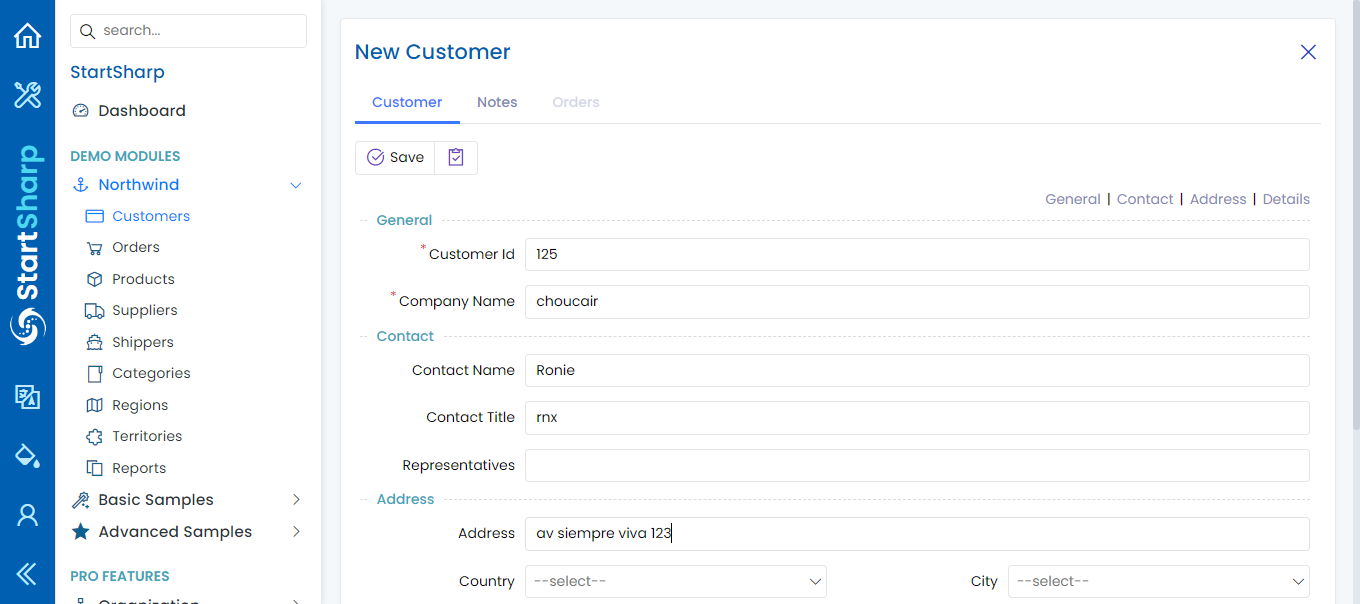 StartSharp
search...
StartSharp
Dashboard
DEMO MODULES
Northwind
Customers
Orders
Products
Suppliers
Shippers
Categories
Regions
Territories
Reports
Basic Samples
Advanced Samples
PRO FEATURES
Organization
New Customer
Customer Notes Orders
Save
General | Contact | Address | Details
General
* Customer Id 125
* Company Name choucair
Contact
Contact Name Ronie
Contact Title rnx
Representatives
Address
Address av siempre viva 123
Country --select-- City --select--